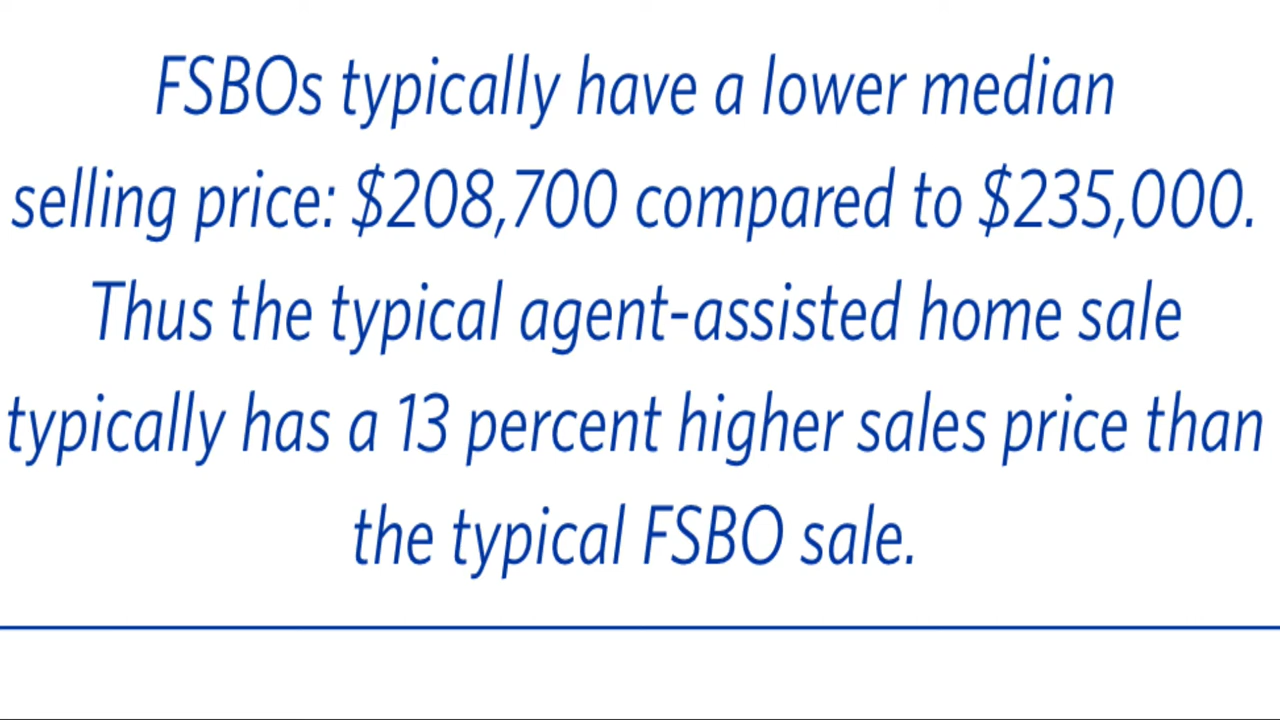 FSBOs typically have a lower median
selling price: $208,700 compared to $235,000.
Thus the typical agent-assisted home sale
typically has a 13 percent higher sales price than
the typical FSBO sale.